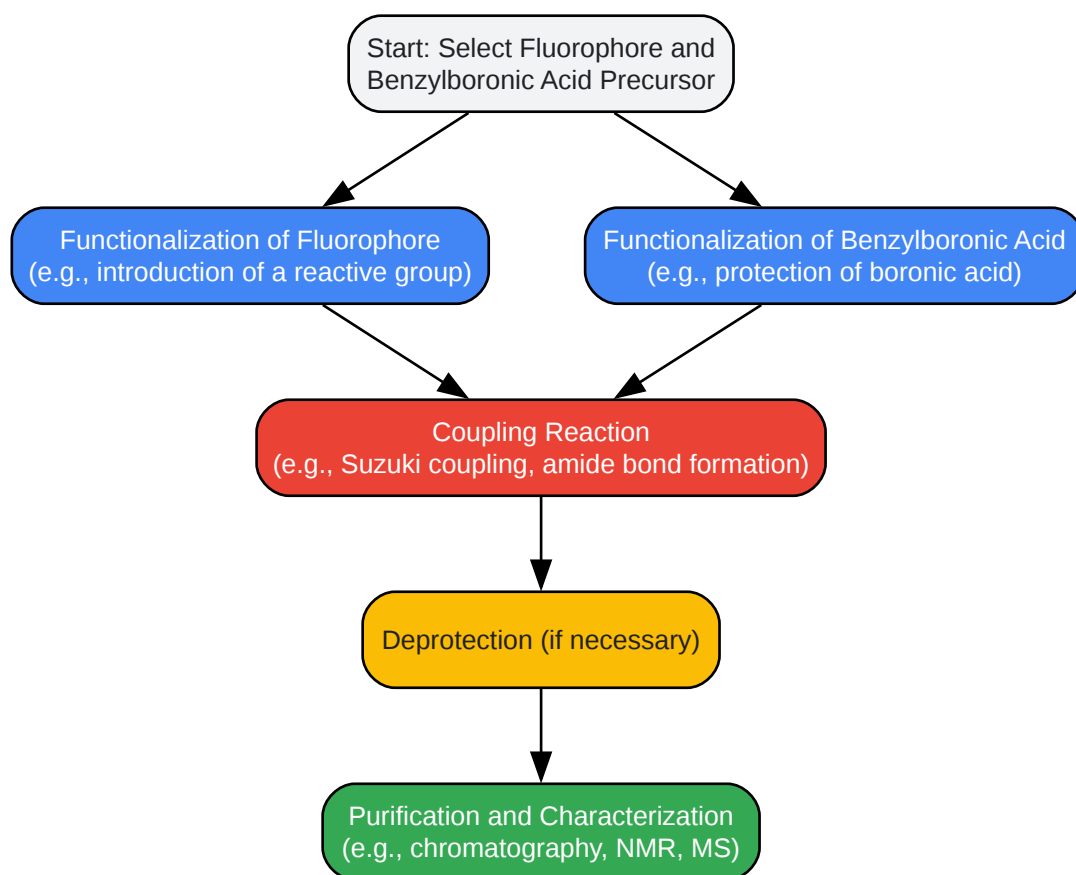 Start: Select Fluorophore and
Benzylboronic Acid Precursor
Functionalization of Fluorophore
(e.g., introduction of a reactive group)
Functionalization of Benzylboronic Acid
(e.g., protection of boronic acid)
Coupling Reaction
(e.g., Suzuki coupling, amide bond formation)
Deprotection (if necessary)
Purification and Characterization
(e.g., chromatography, NMR, MS)